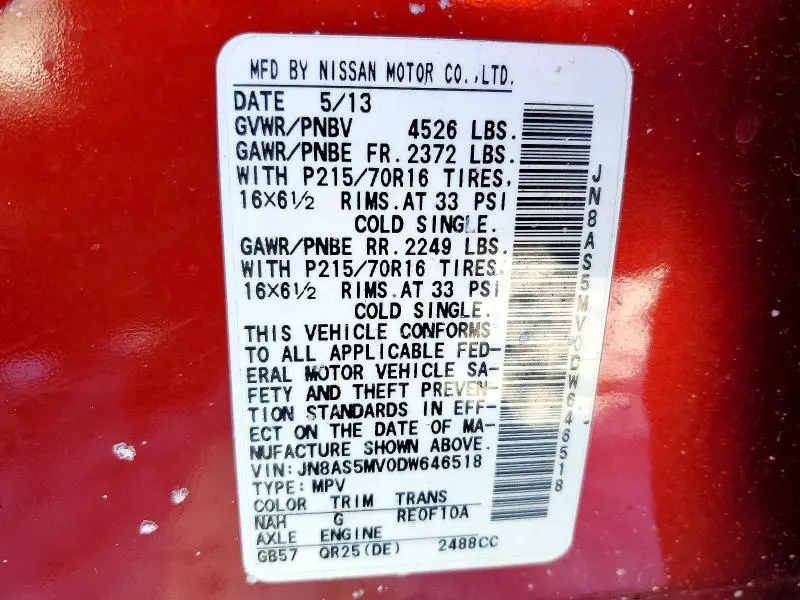 MFD BY NISSAN MOTOR CO.,LTD.
DATE 5/13
GVWR/PNBV 4526 LBS.
GAWR/PNBE FR. 2372 LBS.
WITH P215/70R16 TIRES,
16×6½ RIMS. AT 33 PSI
COLD SINGLE.
GAWR/PNBE RR. 2249 LBS.
WITH P215/70R16 TIRES
16×6½ RIMS. AT 33 PSI
COLD SINGLE.
THIS VEHICLE CONFORMS
TO ALL APPLICABLE FED-
ERAL MOTOR VEHICLE SA-
FETY AND THEFT PREVEN-
TION STANDARDS IN EFF-
ECT ON THE DATE OF MA-
NUFACTURE SHOWN ABOVE.
VIN: JN8AS5MV0DW646518
TYPE: MPV
COLOR TRIM TRANS
NAH G RE0F10A
AXLE ENGINE
GB57 QR25(DE) 2488CC
JN8AS5MV0DW646518